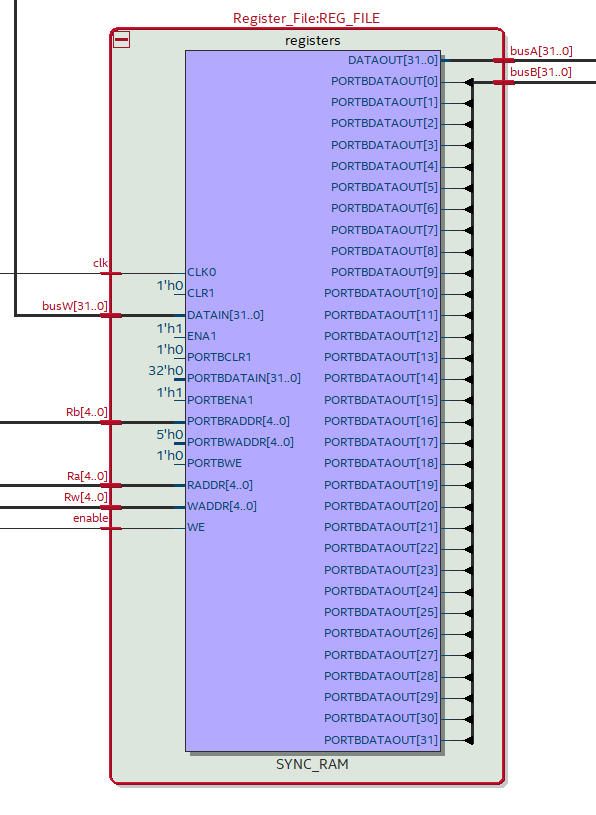 Register_File:REG_FILE
registers
DATAOUT[31..0]
busA[31..0]
PORTBDATAOUT[0]
busB[31..0]
PORTBDATAOUT[1]
PORTBDATAOUT[2]
PORTBDATAOUT[3]
PORTBDATAOUT[4]
PORTBDATAOUT[5]
PORTBDATAOUT[6]
PORTBDATAOUT[7]
PORTBDATAOUT[8]
clk
CLK0
PORTBDATAOUT[9]
1'h0
CLR1
PORTBDATAOUT[10]
busW[31..0]
DATAIN[31..0]
PORTBDATAOUT[11]
1'h1
ENA1
PORTBDATAOUT[12]
1'h0
PORTBCLR1
PORTBDATAOUT[13]
32'h0
PORTBDATAIN[31..0]
PORTBDATAOUT[14]
1'h1
PORTBENA1
PORTBDATAOUT[15]
Rb[4..0]
PORTBRADDR[4..0]
PORTBDATAOUT[16]
5'h0
PORTBWADDR[4..0]
PORTBDATAOUT[17]
1'h0
PORTBWE
PORTBDATAOUT[18]
Ra[4..0]
RADDR[4..0]
PORTBDATAOUT[19]
Rw[4..0]
WADDR[4..0]
PORTBDATAOUT[20]
enable
WE
PORTBDATAOUT[21]
PORTBDATAOUT[22]
PORTBDATAOUT[23]
PORTBDATAOUT[24]
PORTBDATAOUT[25]
PORTBDATAOUT[26]
PORTBDATAOUT[27]
PORTBDATAOUT[28]
PORTBDATAOUT[29]
PORTBDATAOUT[30]
PORTBDATAOUT[31]
SYNC_RAM